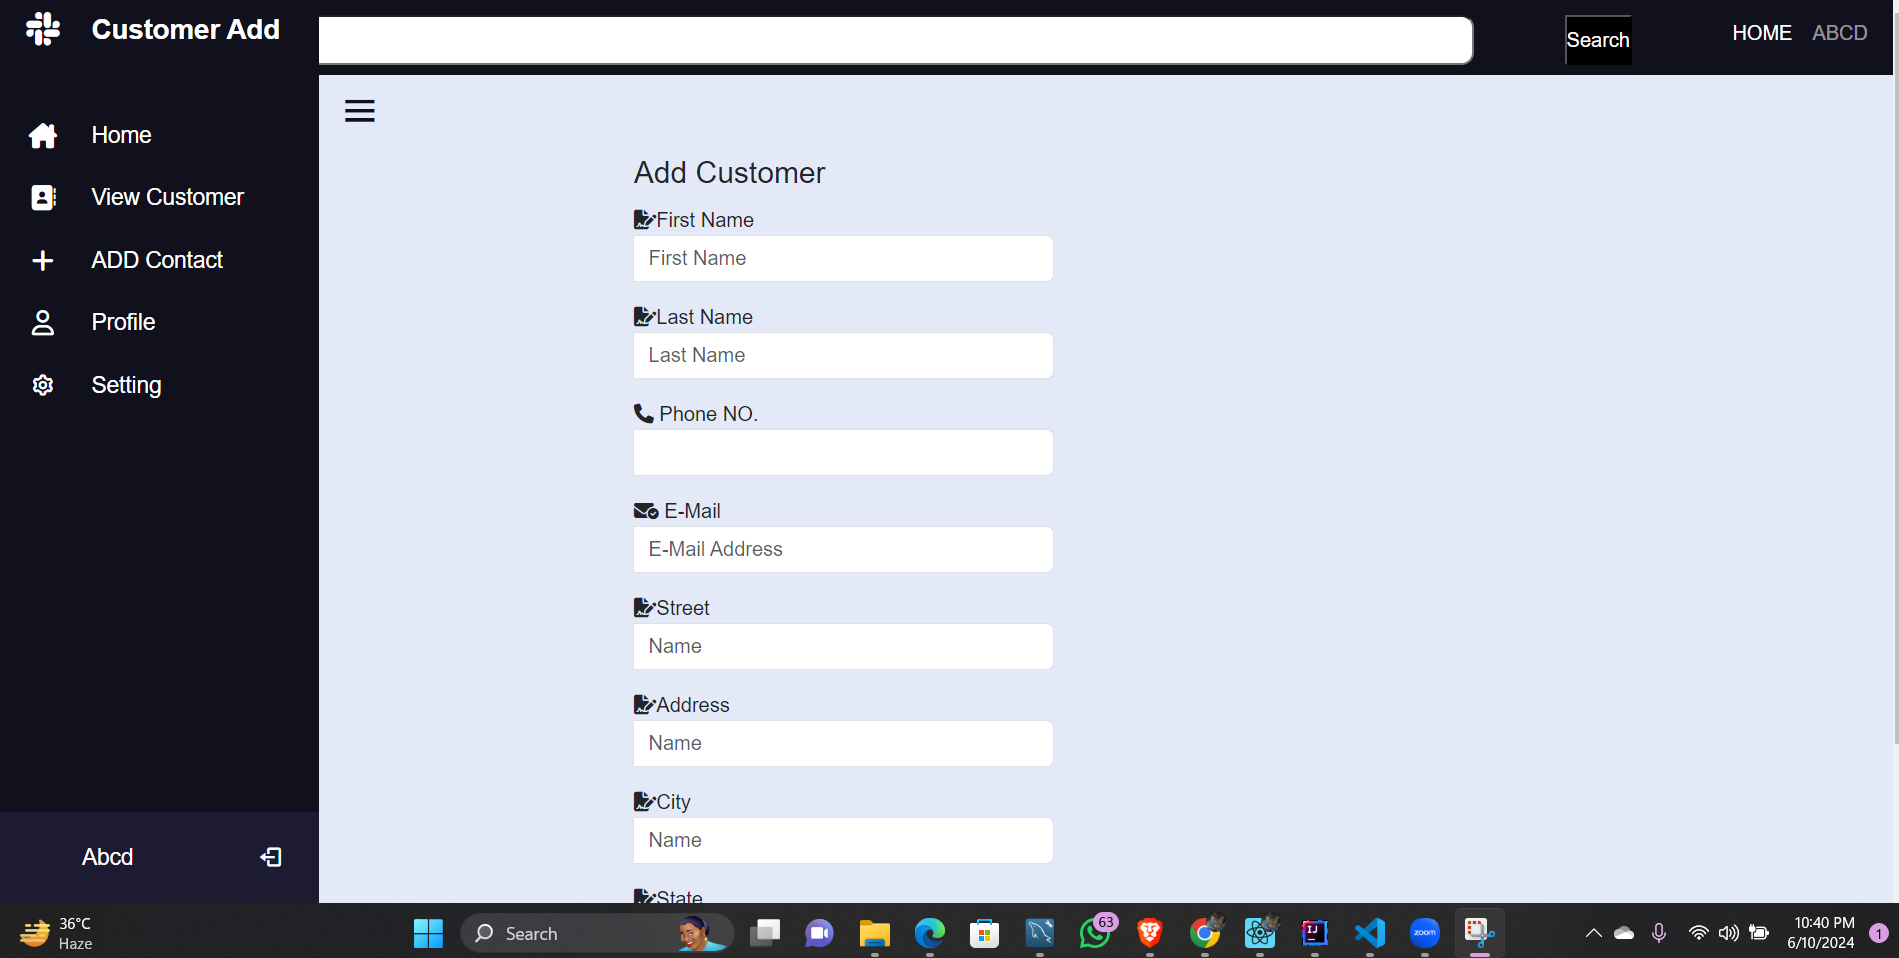 Customer Add
Search
HOME
ABCD
Home
View Customer
ADD Contact
Profile
Setting
Abcd
Add Customer
First Name
First Name
Last Name
Last Name
Phone NO.
E-Mail
E-Mail Address
Street
Name
Address
Name
City
Name
State
36°C
Haze
Search
63
IJ
zoom
10:40 PM
6/10/2024
1